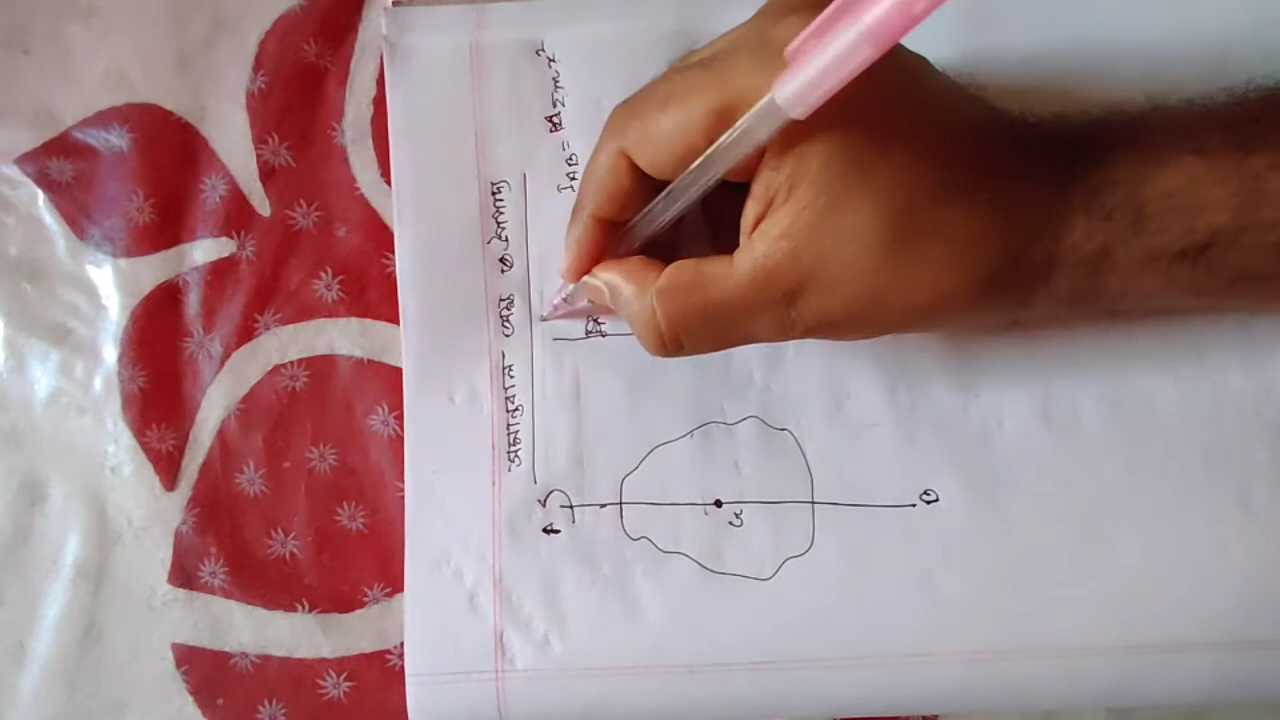 সমান্তরাল অক্ষ উপপাদ্য
I_AB = Σmx²
A
G
B